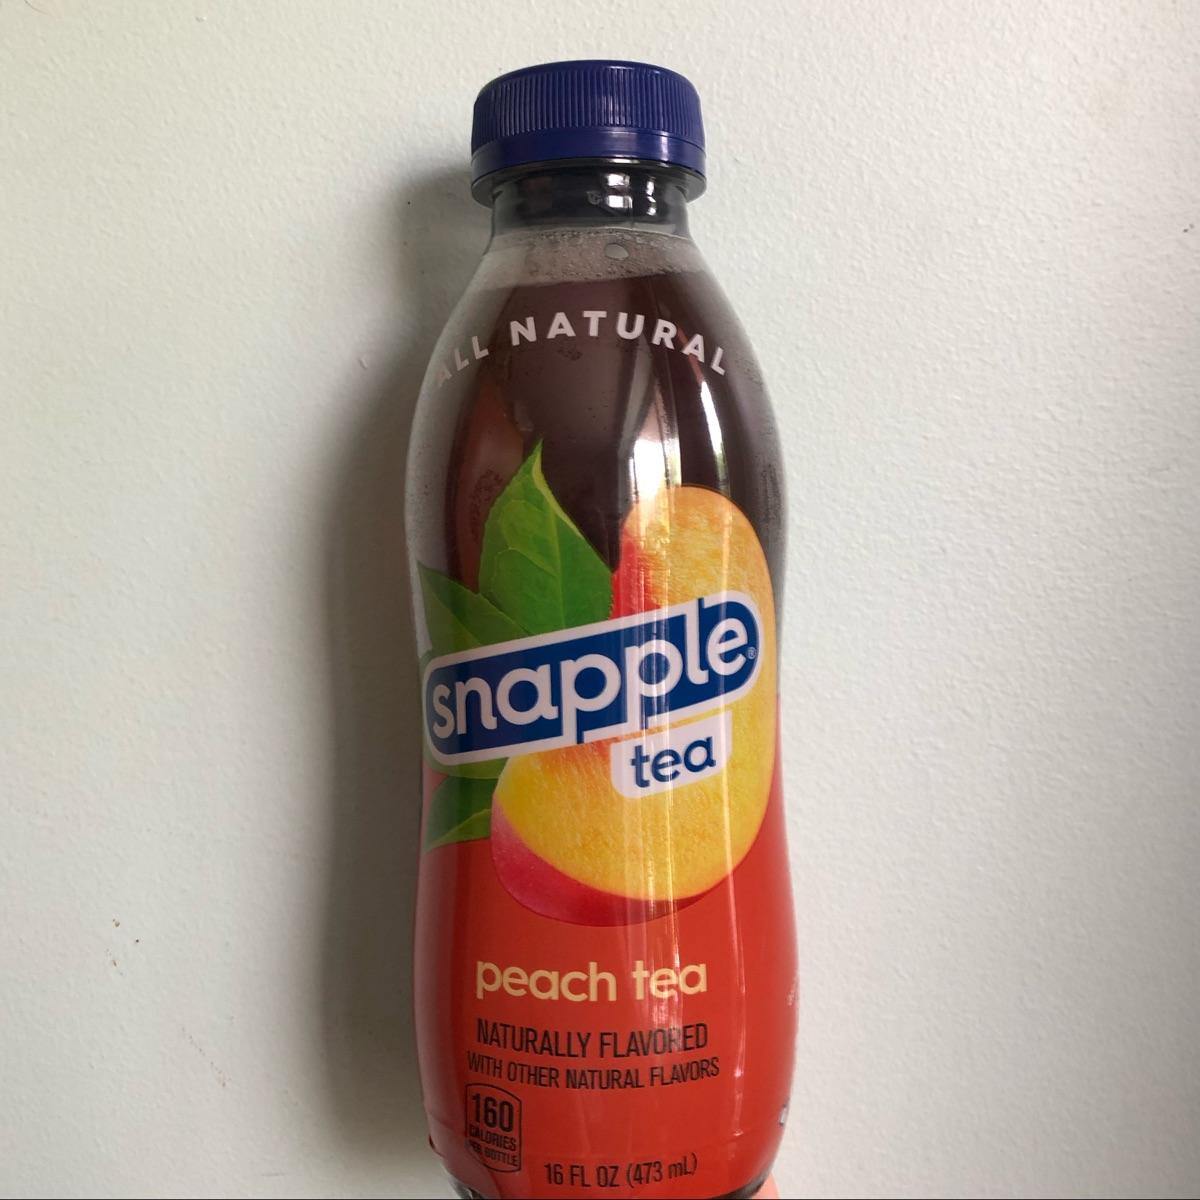 ALL NATURAL
snapple®
tea
peach tea
NATURALLY FLAVORED
WITH OTHER NATURAL FLAVORS
160
CALORIES
PER BOTTLE
16 FL OZ (473 mL)